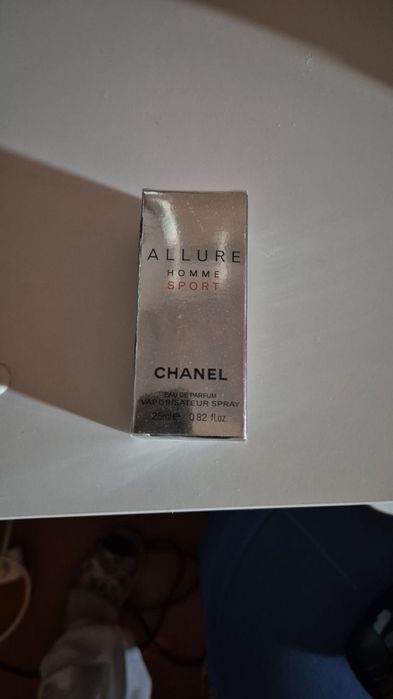 ALLURE
HOMME
SPORT
CHANEL
EAU DE PARFUM
VAPORISATEUR SPRAY
25ml℮ 0.82 fl.oz.